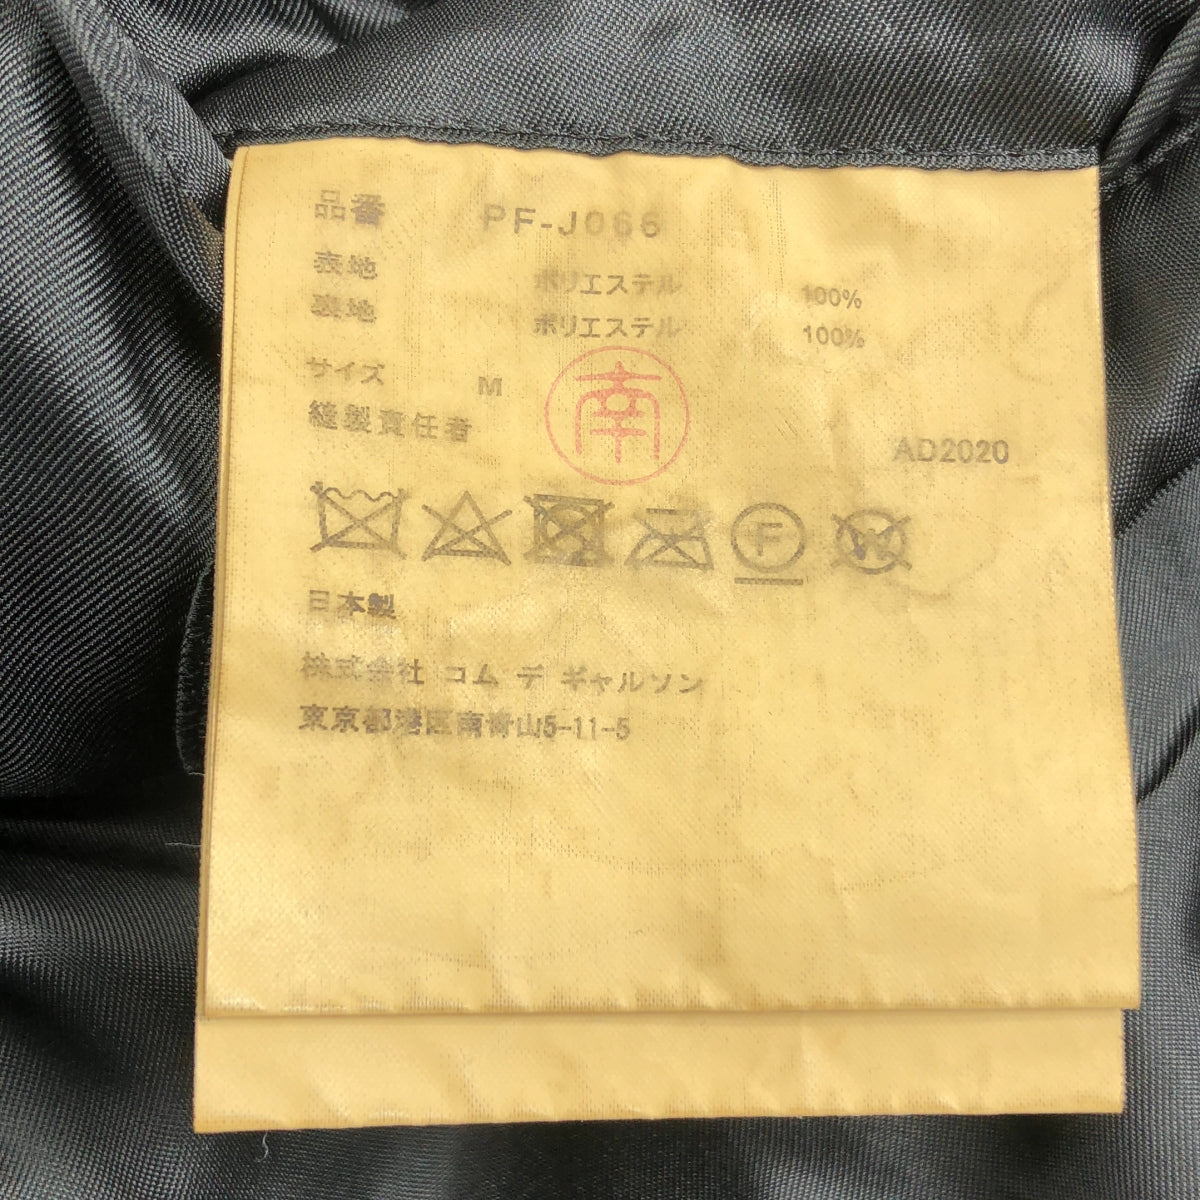 品番 PF-J066
表地 ポリエステル 100%
裏地 ポリエステル 100%
サイズ M
縫製責任者 南
AD2020
F
W
日本製
株式会社 コム デ ギャルソン
東京都港区南青山5-11-5